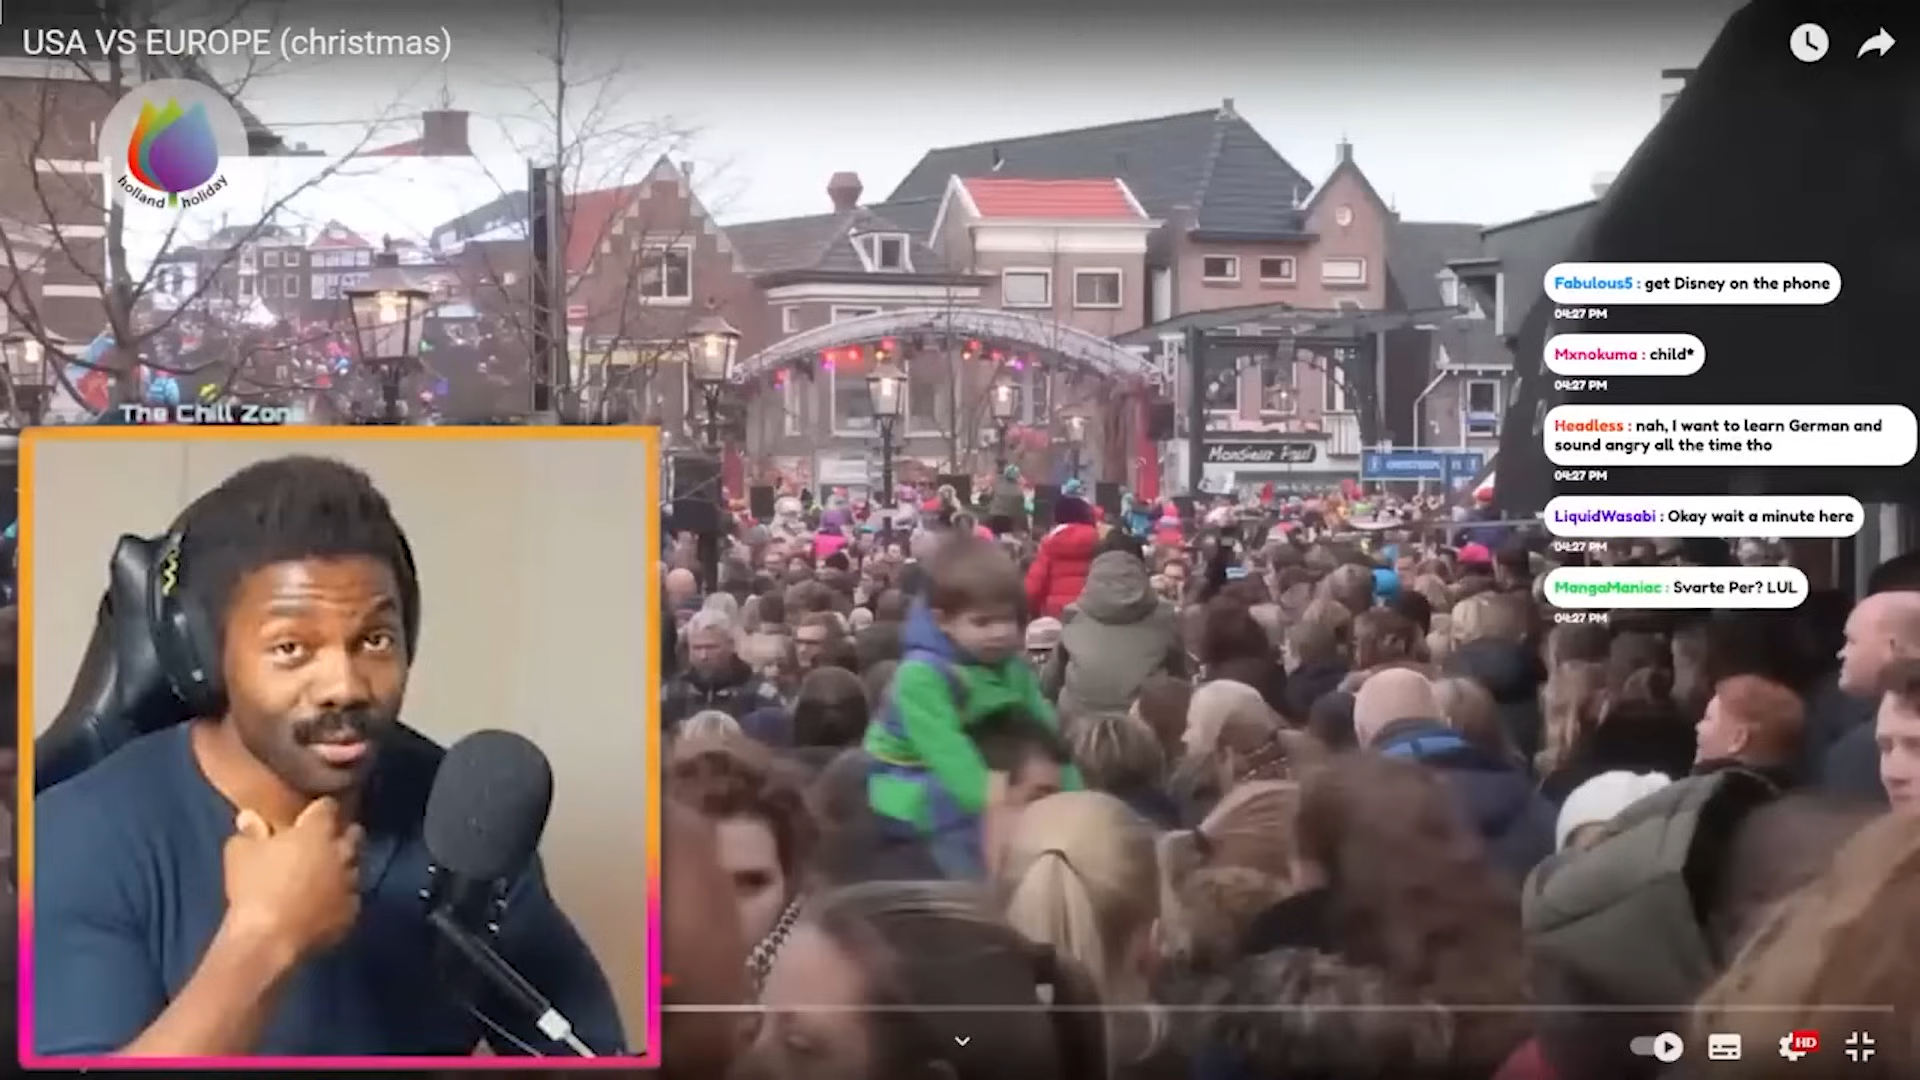 USA VS EUROPE (christmas)
holland holiday
The Chill Zone
Monsieur Paul
Fabulous5 : get Disney on the phone
04:27 PM
Mxnokuma : child*
04:27 PM
Headless : nah, I want to learn German and
sound angry all the time tho
04:27 PM
LiquidWasabi : Okay wait a minute here
04:27 PM
MangaManiac : Svarte Per? LUL
04:27 PM
HD